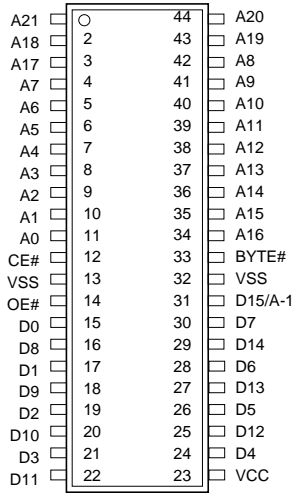 A21 44 A20
A18 2 43 A19
A17 3 42 A8
A7 4 41 A9
A6 5 40 A10
A5 6 39 A11
A4 7 38 A12
A3 8 37 A13
A2 9 36 A14
A1 10 35 A15
A0 11 34 A16
CE# 12 33 BYTE#
VSS 13 32 VSS
OE# 14 31 D15/A-1
D0 15 30 D7
D8 16 29 D14
D1 17 28 D6
D9 18 27 D13
D2 19 26 D5
D10 20 25 D12
D3 21 24 D4
D11 22 23 VCC